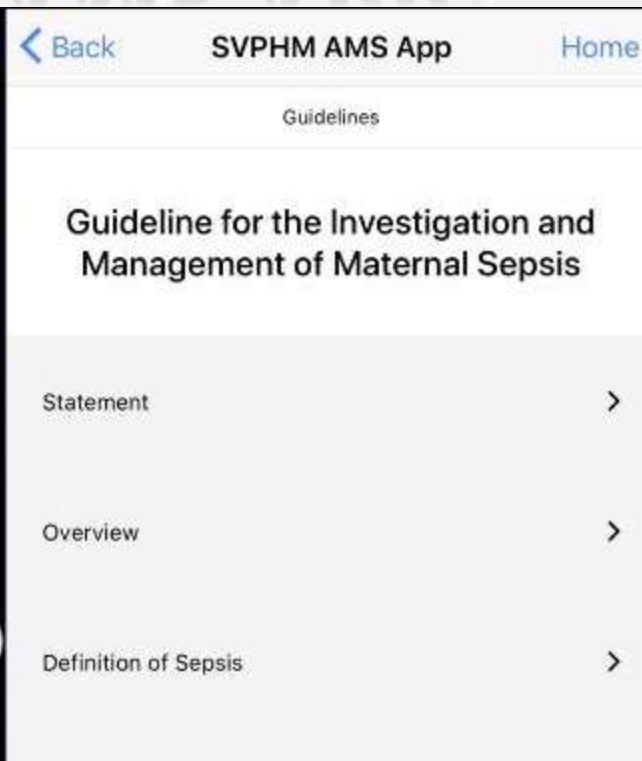 Back SVPHM AMS App Home
Guidelines
Guideline for the Investigation and
Management of Maternal Sepsis
Statement
Overview
Definition of Sepsis